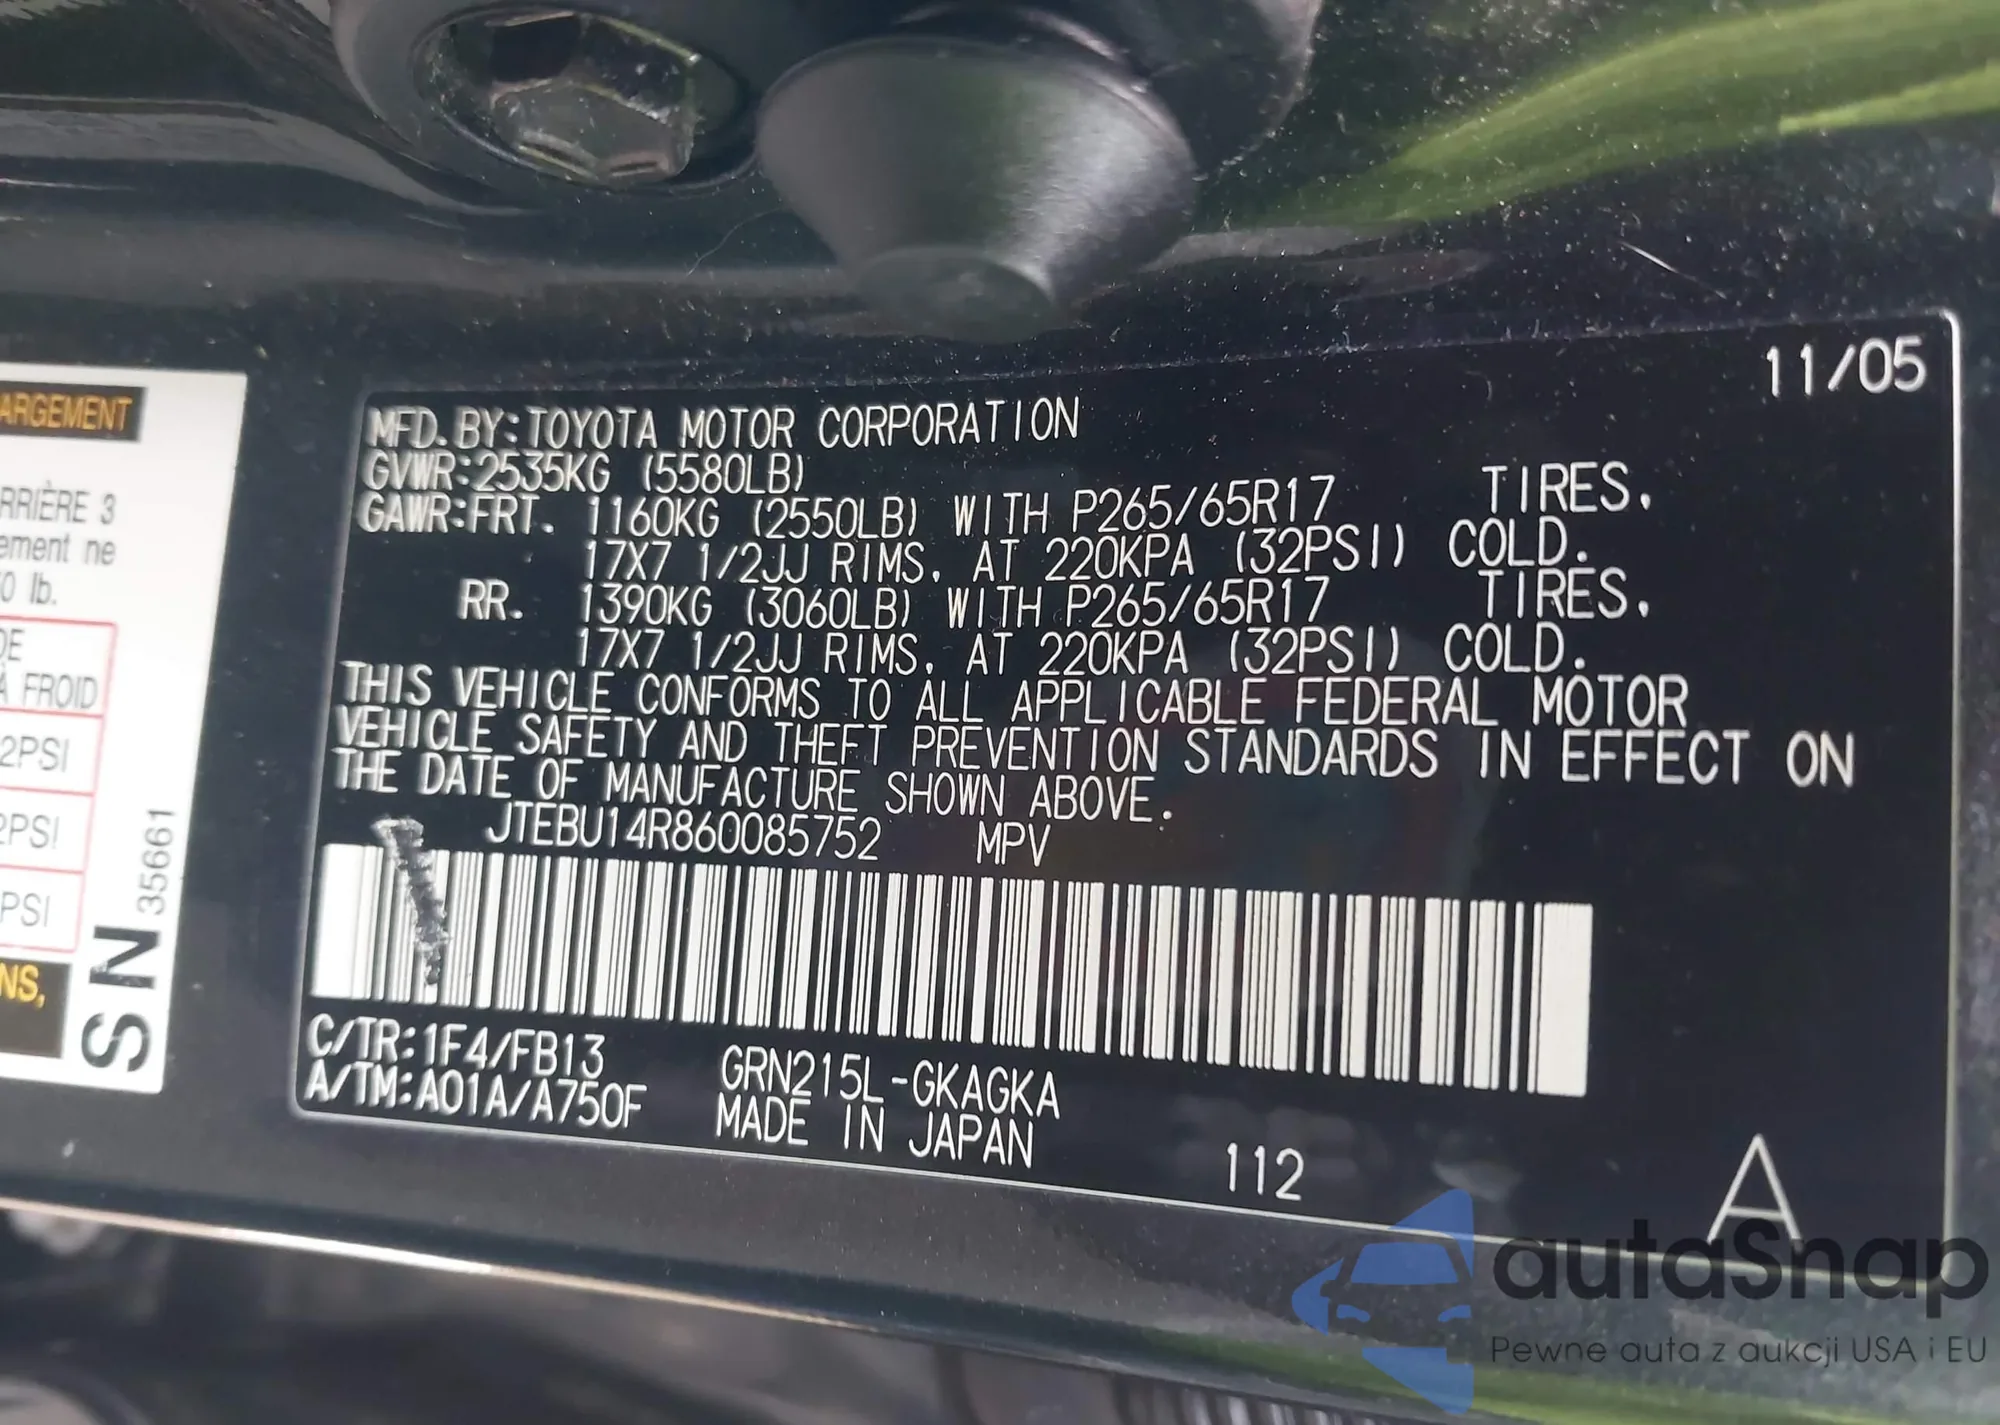 ARGEMENT
RRIÈRE 3
ement ne
0 lb.
DE
À FROID
2PSI
2PSI
PSI
NS,
SN 35661
11/05
MFD.BY:TOYOTA MOTOR CORPORATION
GVWR:2535KG (5580LB)
GAWR:FRT. 1160KG (2550LB) WITH P265/65R17 TIRES.
17X7 1/2JJ RIMS. AT 220KPA (32PSI) COLD.
RR. 1390KG (3060LB) WITH P265/65R17 TIRES.
17X7 1/2JJ RIMS. AT 220KPA (32PSI) COLD.
THIS VEHICLE CONFORMS TO ALL APPLICABLE FEDERAL MOTOR
VEHICLE SAFETY AND THEFT PREVENTION STANDARDS IN EFFECT ON
THE DATE OF MANUFACTURE SHOWN ABOVE.
JTEBU14R860085752 MPV
C/TR:1F4/FB13
A/TM:A01A/A750F
GRN215L-GKAGKA
MADE IN JAPAN
112
A
autaSnap
Pewne auta z aukcji USA i EU